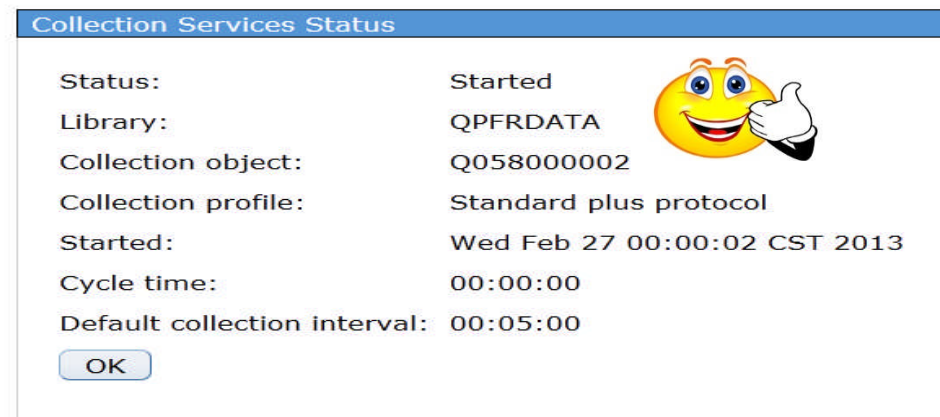 Collection Services Status
Status: Started
Library: QPFRDATA
Collection object: Q058000002
Collection profile: Standard plus protocol
Started: Wed Feb 27 00:00:02 CST 2013
Cycle time: 00:00:00
Default collection interval: 00:05:00
OK